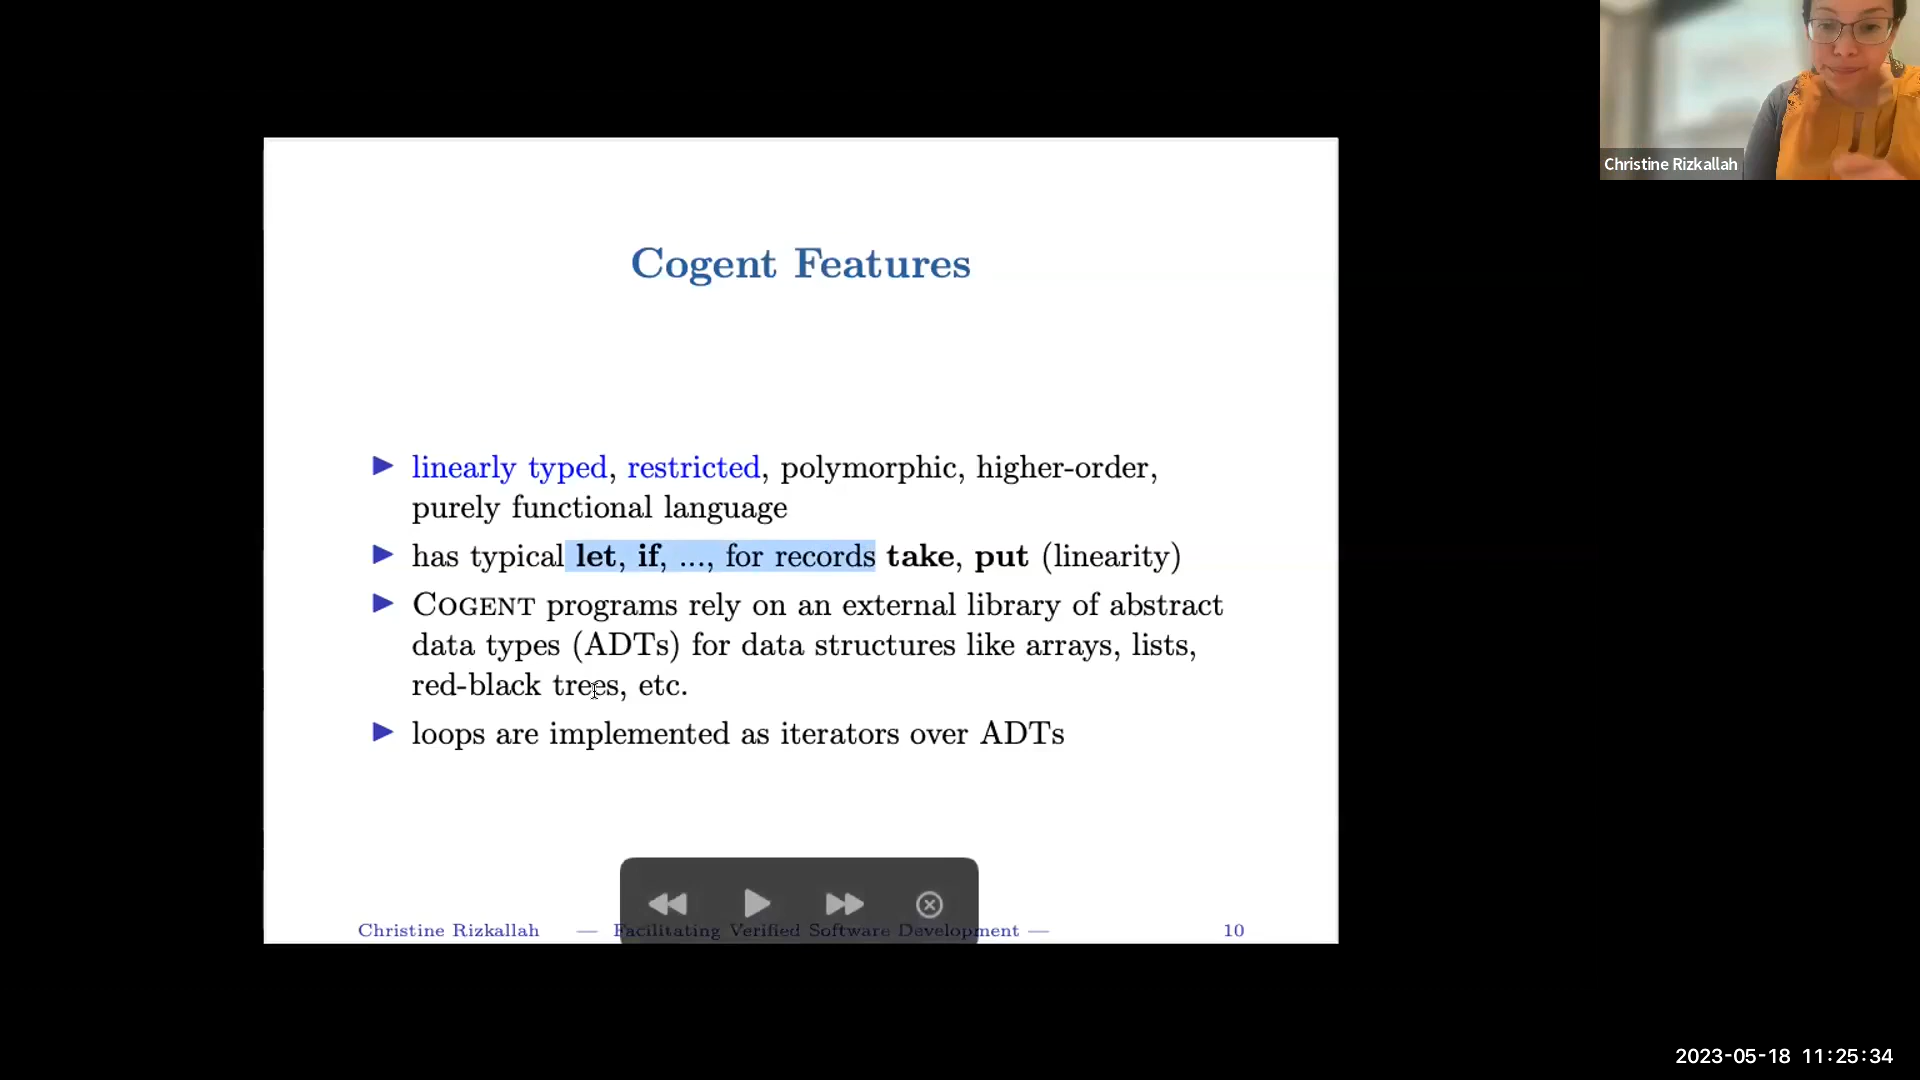 Christine Rizkallah
Cogent Features
▶ linearly typed, restricted, polymorphic, higher-order,
purely functional language
▶ has typical let, if, ..., for records take, put (linearity)
▶ COGENT programs rely on an external library of abstract
data types (ADTs) for data structures like arrays, lists,
red-black trees, etc.
▶ loops are implemented as iterators over ADTs
Christine Rizkallah — Facilitating Verified Software Development — 10
2023-05-18 11:25:34